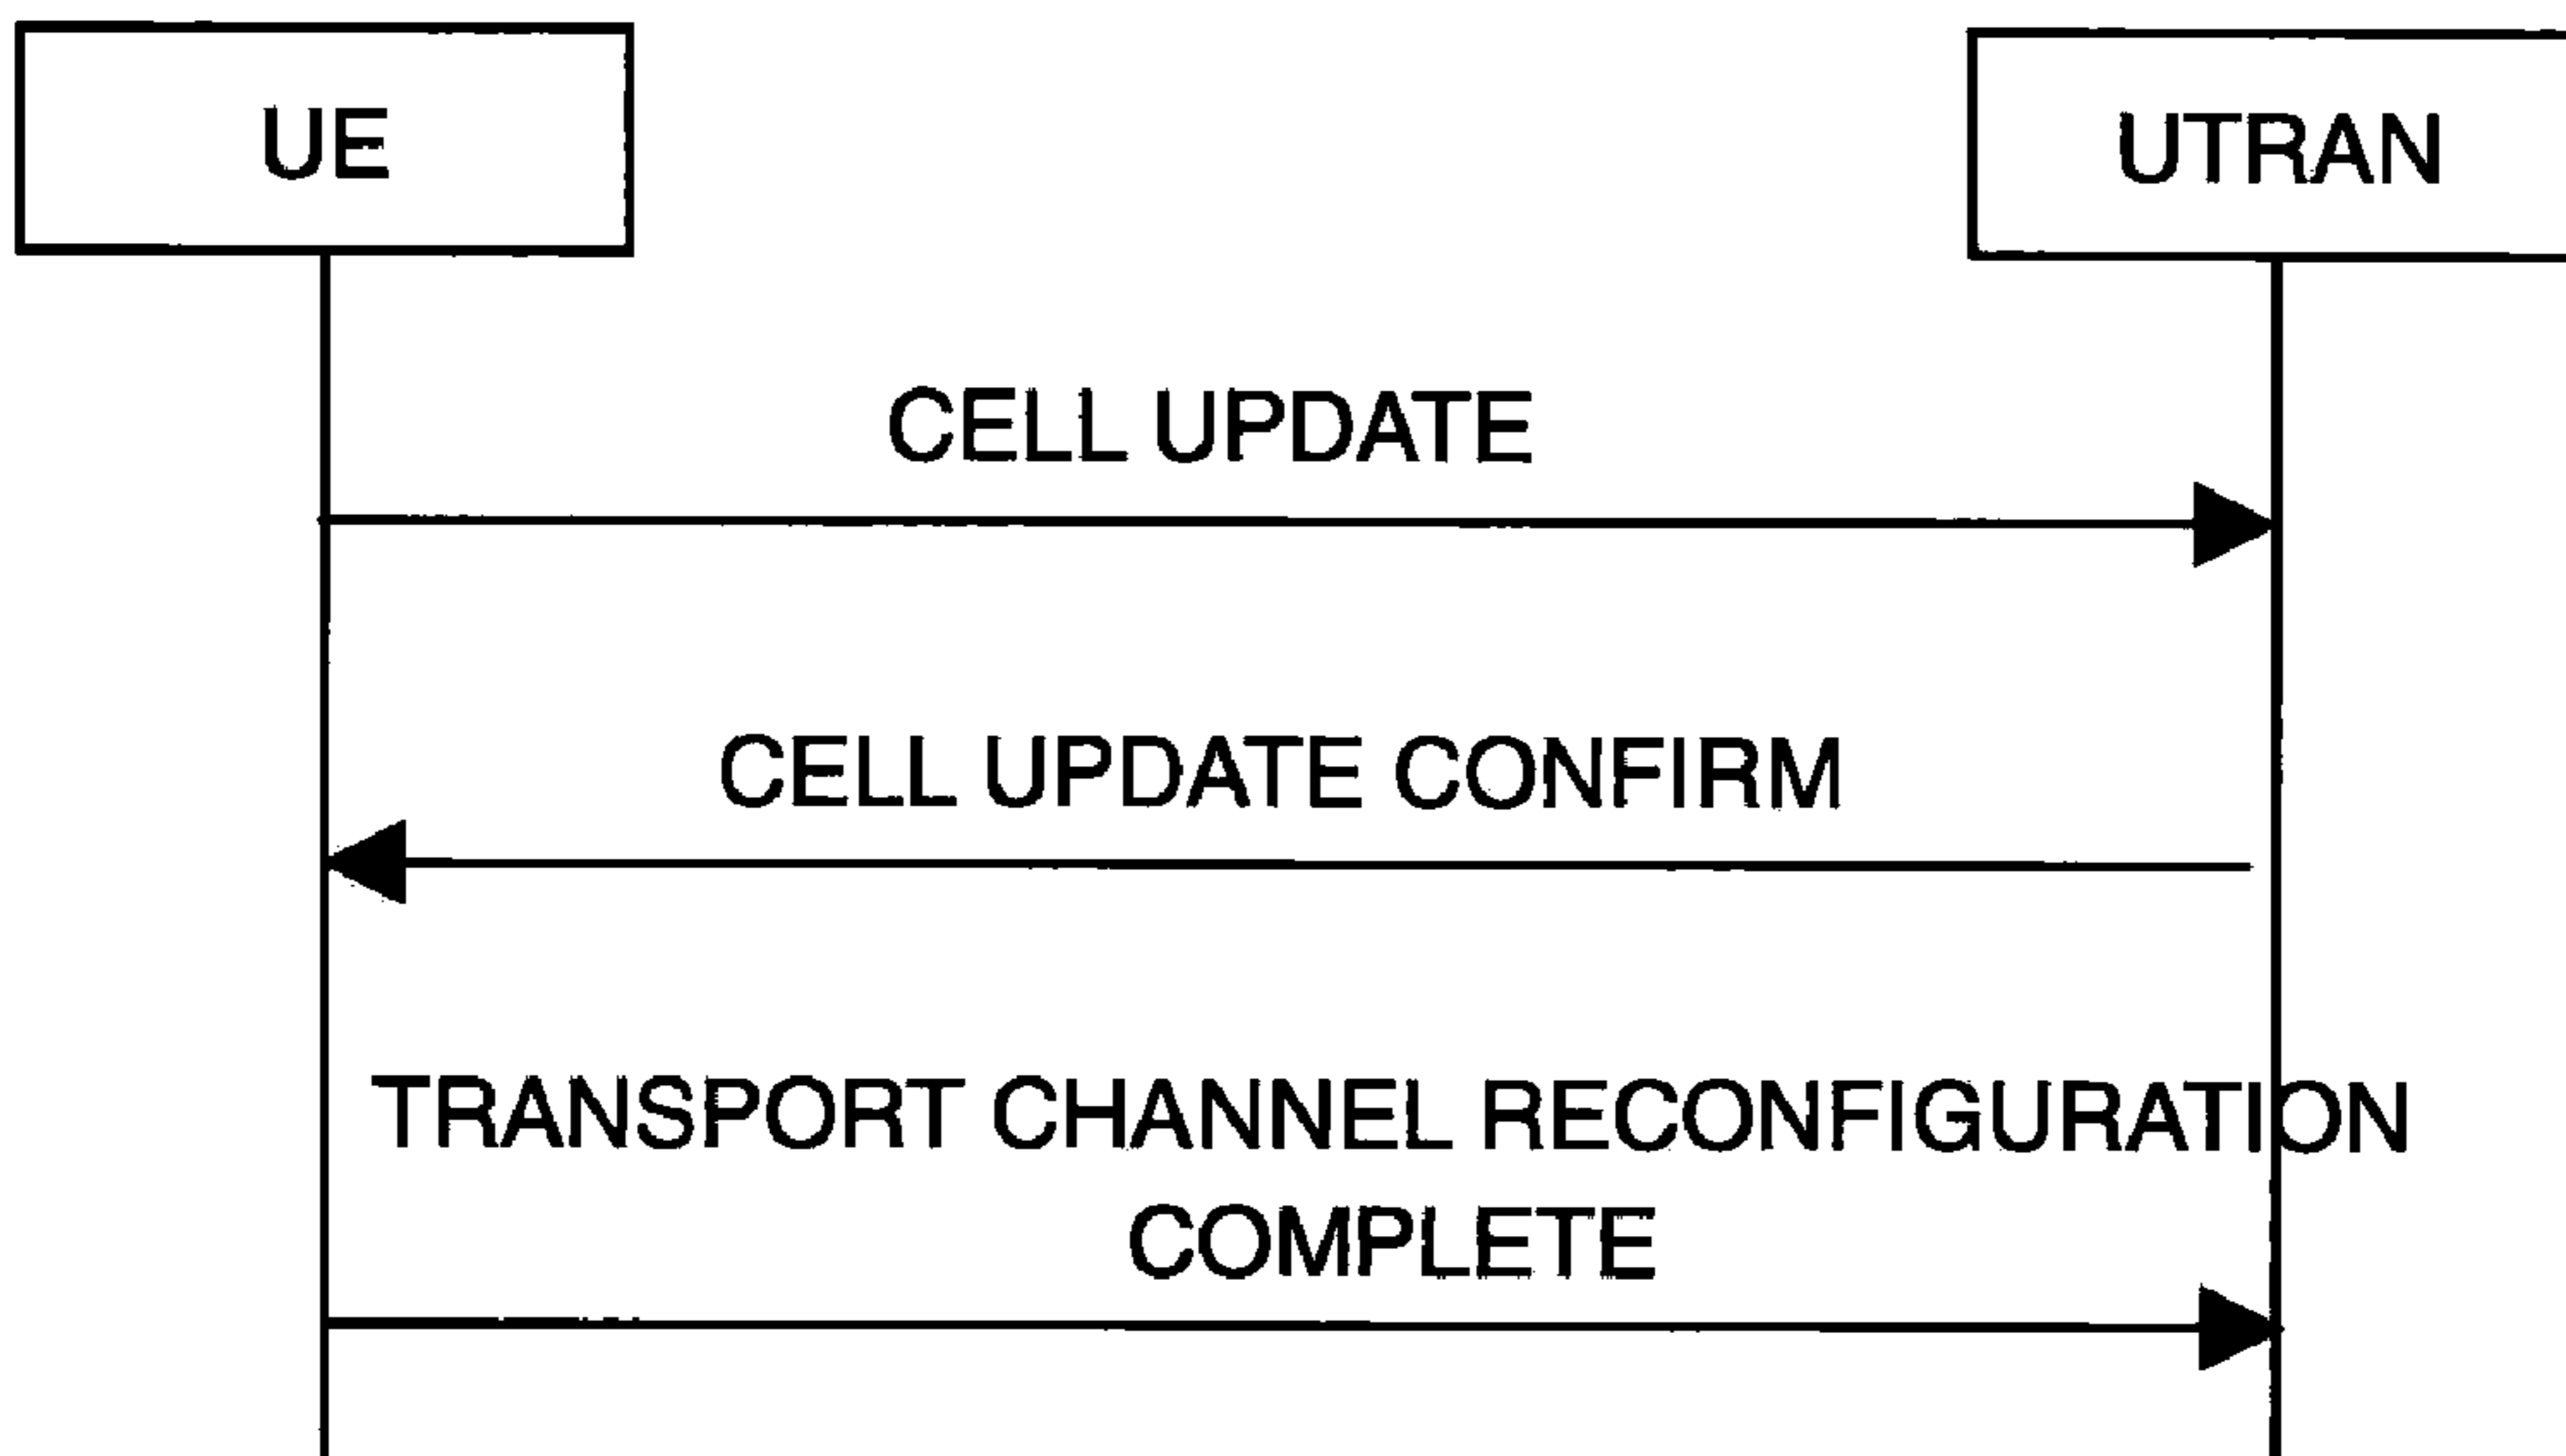 UE
UTRAN
CELL UPDATE
CELL UPDATE CONFIRM
TRANSPORT CHANNEL RECONFIGURATION
COMPLETE